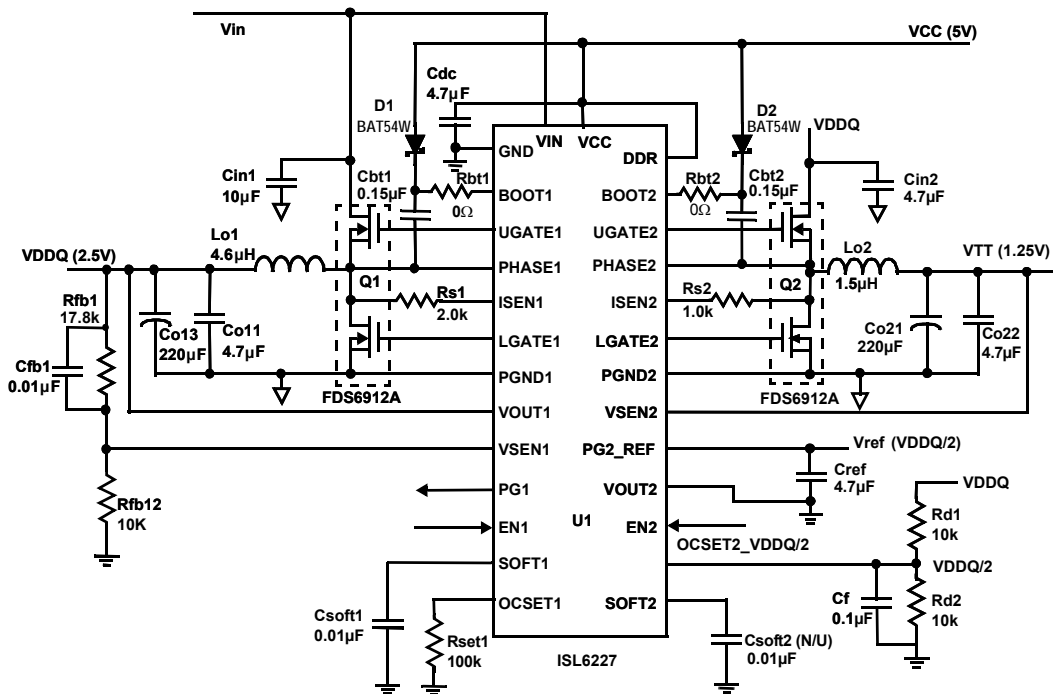 Vin
VCC (5V)
Cdc
4.7µF
D1
BAT54W
D2
BAT54W
VDDQ
VIN
VCC
GND
DDR
Cin1
10µF
Cbt1
0.15µF
Rbt1
0Ω
BOOT1
BOOT2
Rbt2
0Ω
Cbt2
0.15µF
Cin2
4.7µF
UGATE1
UGATE2
VDDQ (2.5V)
Lo1
4.6µH
PHASE1
PHASE2
Lo2
1.5µH
VTT (1.25V)
Q1
Q2
Rfb1
17.8k
Rs1
2.0k
ISEN1
ISEN2
Rs2
1.0k
Co13
220µF
Co11
4.7µF
LGATE1
LGATE2
Co21
220µF
Co22
4.7µF
Cfb1
0.01µF
PGND1
PGND2
FDS6912A
FDS6912A
VOUT1
VSEN2
VSEN1
PG2_REF
Vref (VDDQ/2)
Cref
4.7µF
Rfb12
10K
PG1
VOUT2
VDDQ
U1
EN1
EN2
OCSET2_VDDQ/2
Rd1
10k
SOFT1
VDDQ/2
OCSET1
SOFT2
Cf
0.1µF
Rd2
10k
Csoft1
0.01µF
Rset1
100k
Csoft2 (N/U)
0.01µF
ISL6227